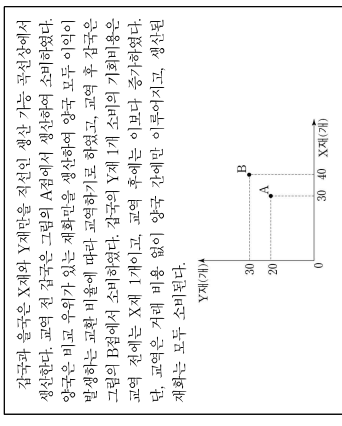 갑국과 을국은 X재와 Y재만을 직선인 생산 가능 곡선상에서
생산한다. 교역 전 갑국은 그림의 A점에서 생산하여 소비하였다.
양국은 비교 우위가 있는 재화만을 생산하여 양국 모두 이익이
발생하는 교환 비율에 따라 교역하기로 하였고, 교역 후 갑국은
그림의 B점에서 소비하였다. 갑국의 Y재 1개 소비의 기회비용은
교역 전에는 X재 1개이고, 교역 후에는 이보다 증가하였다.
단, 교역은 거래 비용 없이 양국 간에만 이루어지고, 생산된
재화는 모두 소비된다.
Y재(개)
30
20
B
A
0
30
40
X재(개)